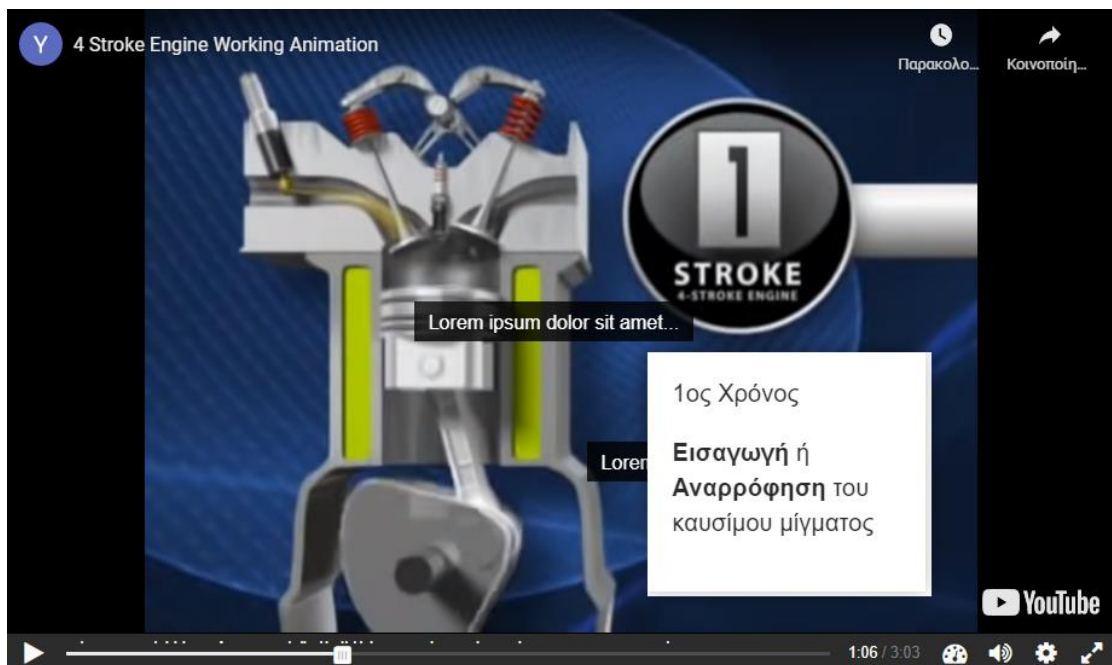 Y
4 Stroke Engine Working Animation
Παρακολο...
Κοινοποίη...
1
STROKE
4-STROKE ENGINE
Lorem ipsum dolor sit amet...
1ος Χρόνος
Lorem
Εισαγωγή ή
Αναρρόφηση του
καυσίμου μίγματος
YouTube
1:06 / 3:03